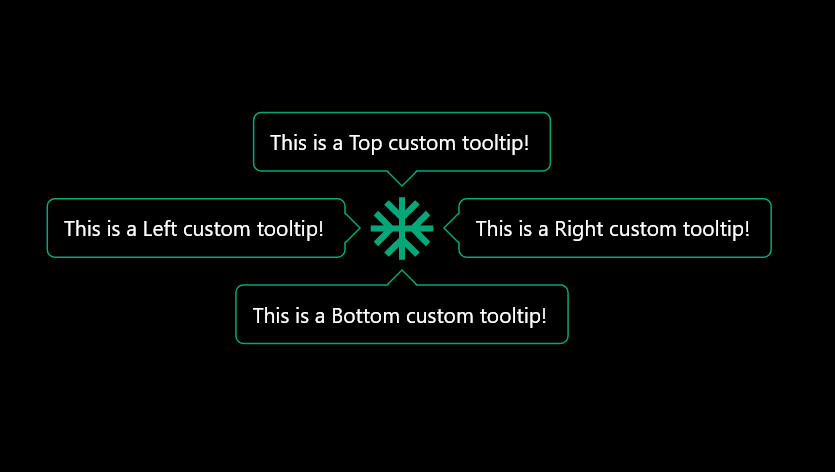 This is a Top custom tooltip!
This is a Left custom tooltip!
This is a Right custom tooltip!
This is a Bottom custom tooltip!